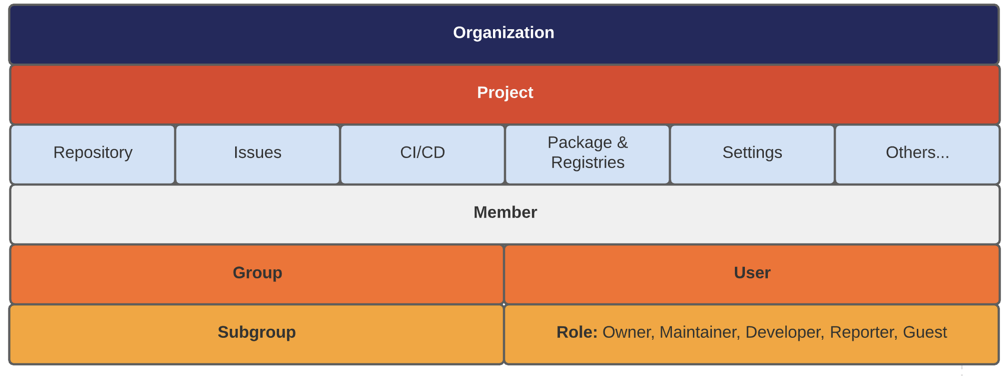 Organization
Project
Repository
Issues
CI/CD
Package &
Registries
Settings
Others...
Member
Group
User
Subgroup
Role: Owner, Maintainer, Developer, Reporter, Guest